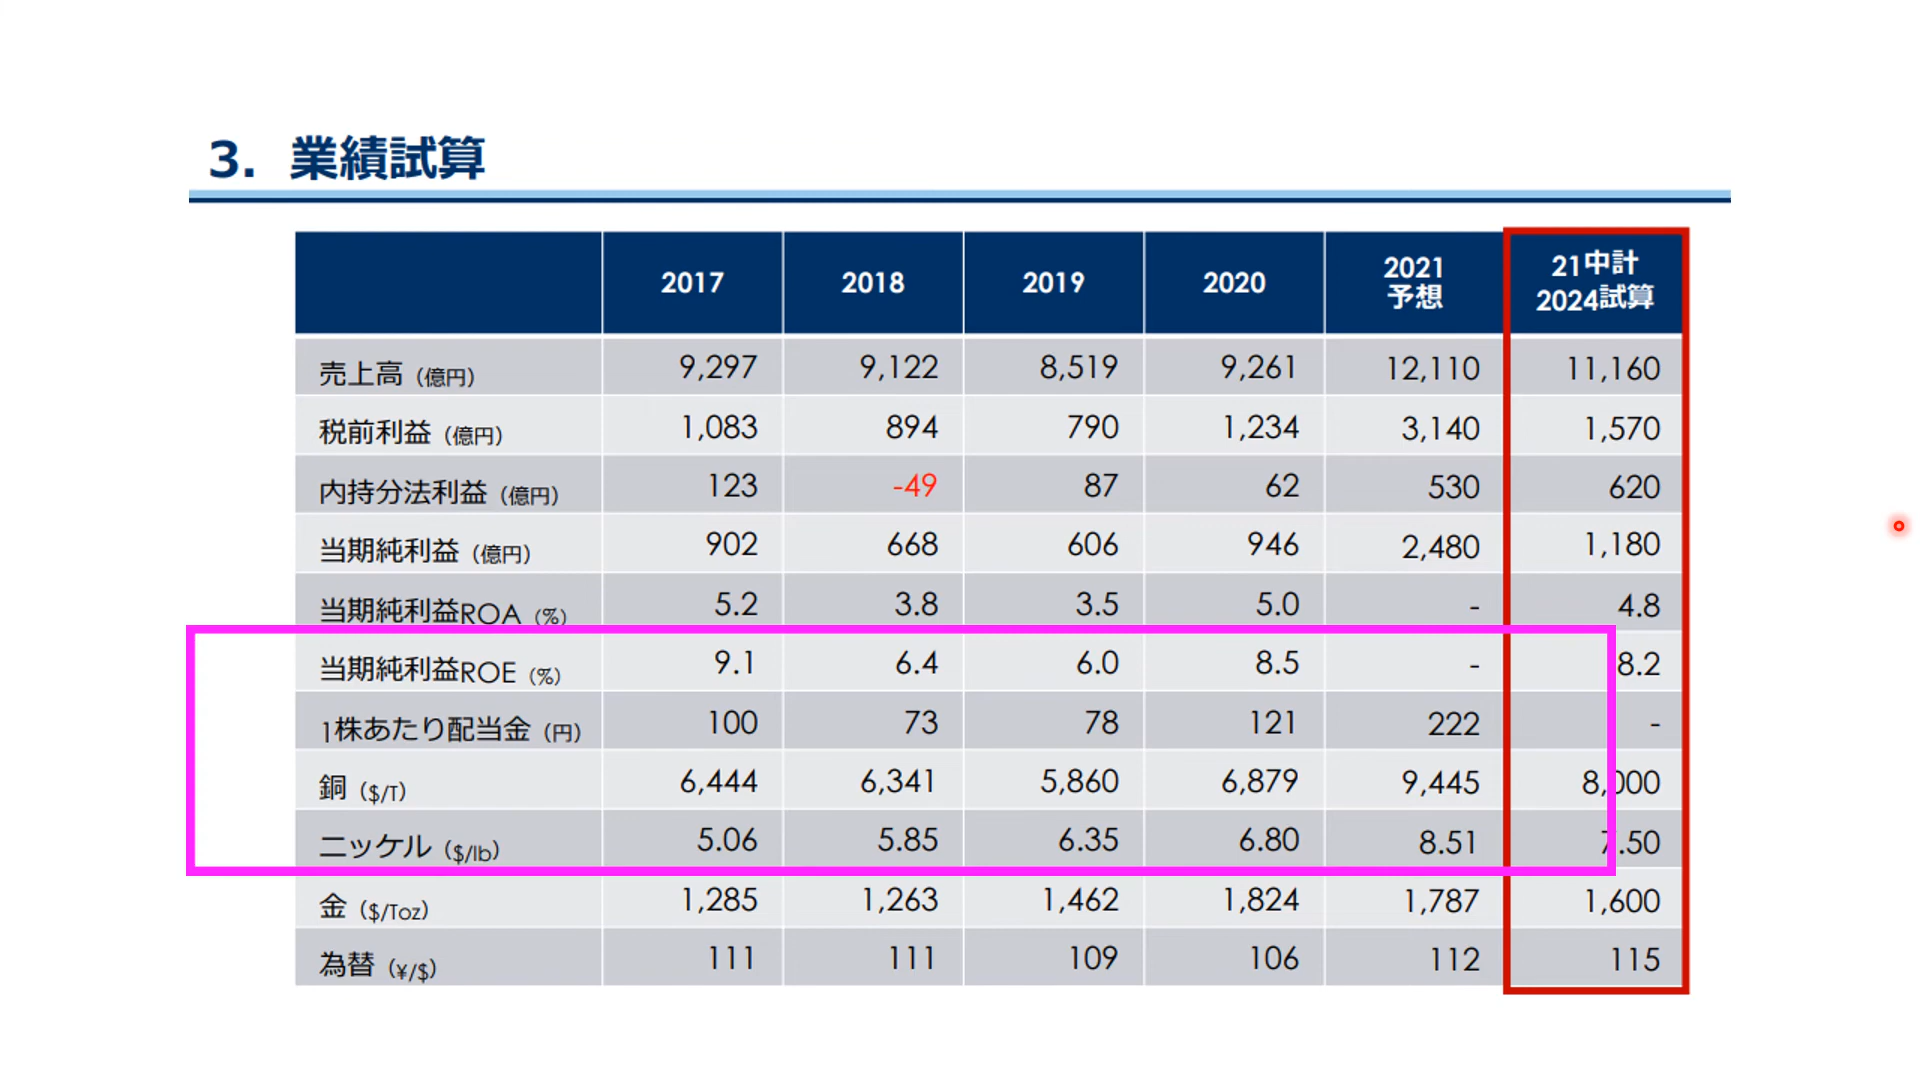 3. 業績試算
2017 2018 2019 2020 2021 予想 21中計 2024試算
売上高（億円） 9,297 9,122 8,519 9,261 12,110 11,160
税前利益（億円） 1,083 894 790 1,234 3,140 1,570
内持分法利益（億円） 123 -49 87 62 530 620
当期純利益（億円） 902 668 606 946 2,480 1,180
当期純利益ROA（%） 5.2 3.8 3.5 5.0 - 4.8
当期純利益ROE（%） 9.1 6.4 6.0 8.5 - 8.2
1株あたり配当金（円） 100 73 78 121 222 -
銅（$/T） 6,444 6,341 5,860 6,879 9,445 8,000
ニッケル（$/lb） 5.06 5.85 6.35 6.80 8.51 7.50
金（$/Toz） 1,285 1,263 1,462 1,824 1,787 1,600
為替（¥/$） 111 111 109 106 112 115